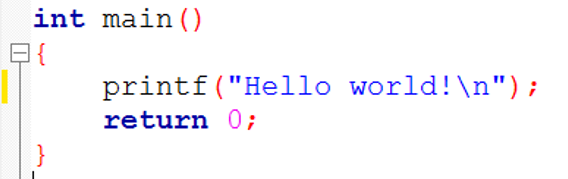 int main()
{
printf("Hello world!\n");
return 0;
}